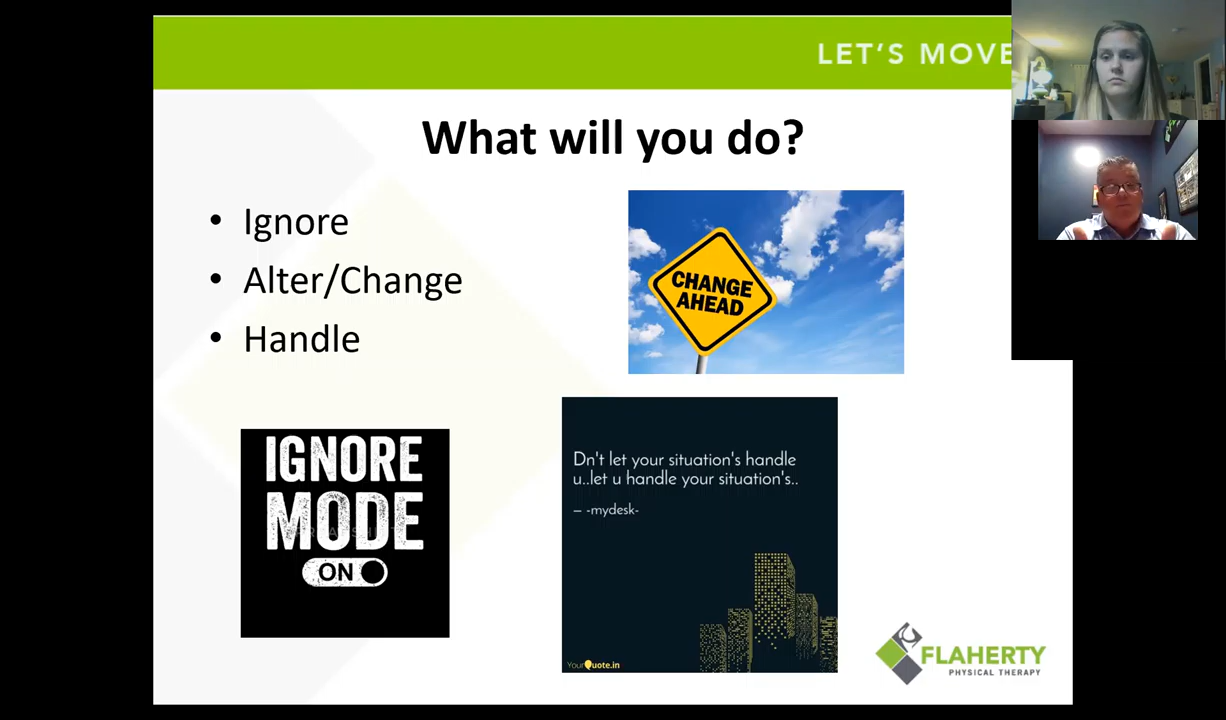 LET'S MOVE
What will you do?
• Ignore
• Alter/Change
• Handle
CHANGE
AHEAD
IGNORE
MODE
ON
Dn't let your situation's handle
u..let u handle your situation's..
— -mydesk-
YourQuote.in
FLAHERTY
PHYSICAL THERAPY